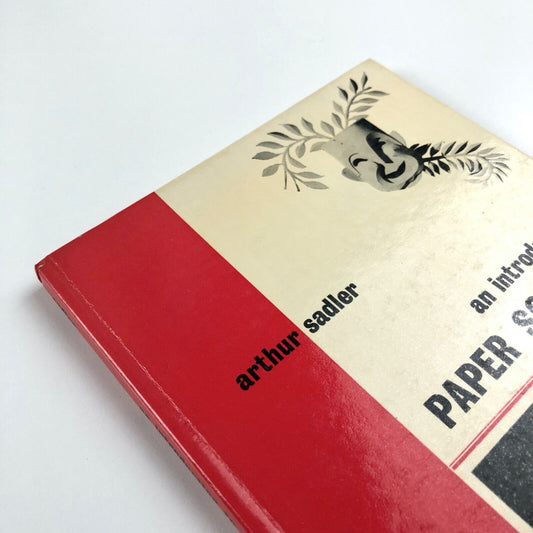 arthur sadler
an introd
PAPER S